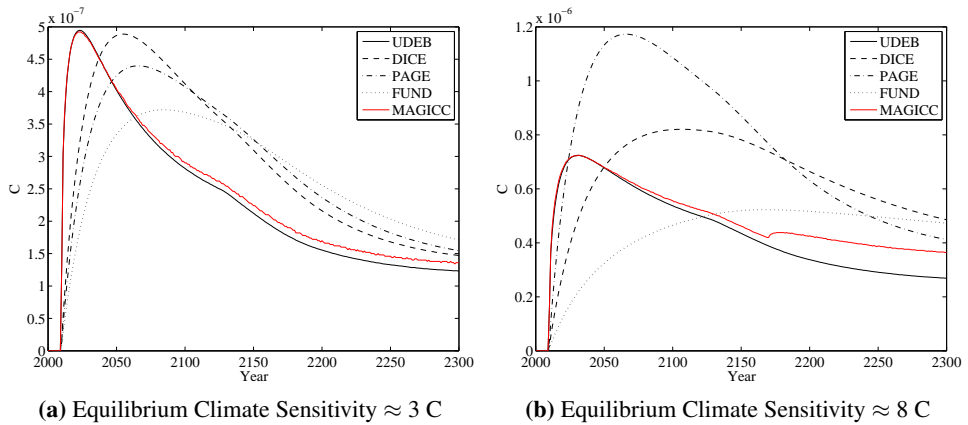 5 x 10^-7
4.5
4
3.5
3
2.5
2
1.5
1
0.5
0
C
2000 2050 2100 2150 2200 2250 2300
Year
UDEB
DICE
PAGE
FUND
MAGICC
(a) Equilibrium Climate Sensitivity ≈ 3 C
1.2 x 10^-6
1
0.8
0.6
0.4
0.2
0
C
2000 2050 2100 2150 2200 2250 2300
Year
UDEB
DICE
PAGE
FUND
MAGICC
(b) Equilibrium Climate Sensitivity ≈ 8 C